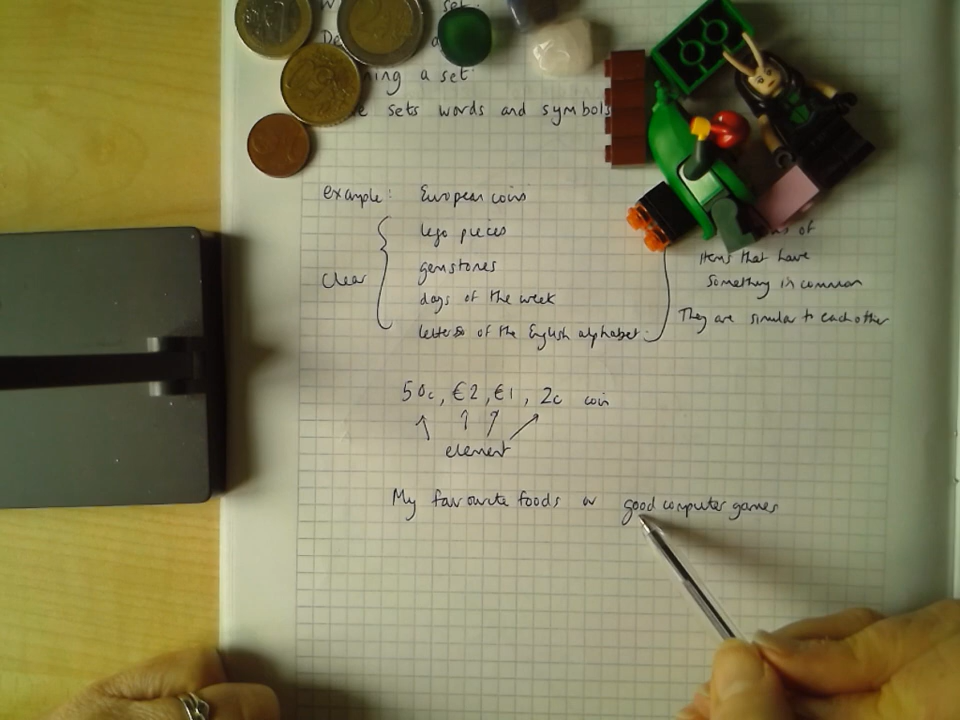 set.
ning a set
sets words and symbols
example: European coins
lego pieces
gemstones
Clear
days of the week
letters of the English alphabet.
of
items that have
something in common
They are similar to each other
50c, €2, €1, 2c coin
element
My favourite foods or good computer games